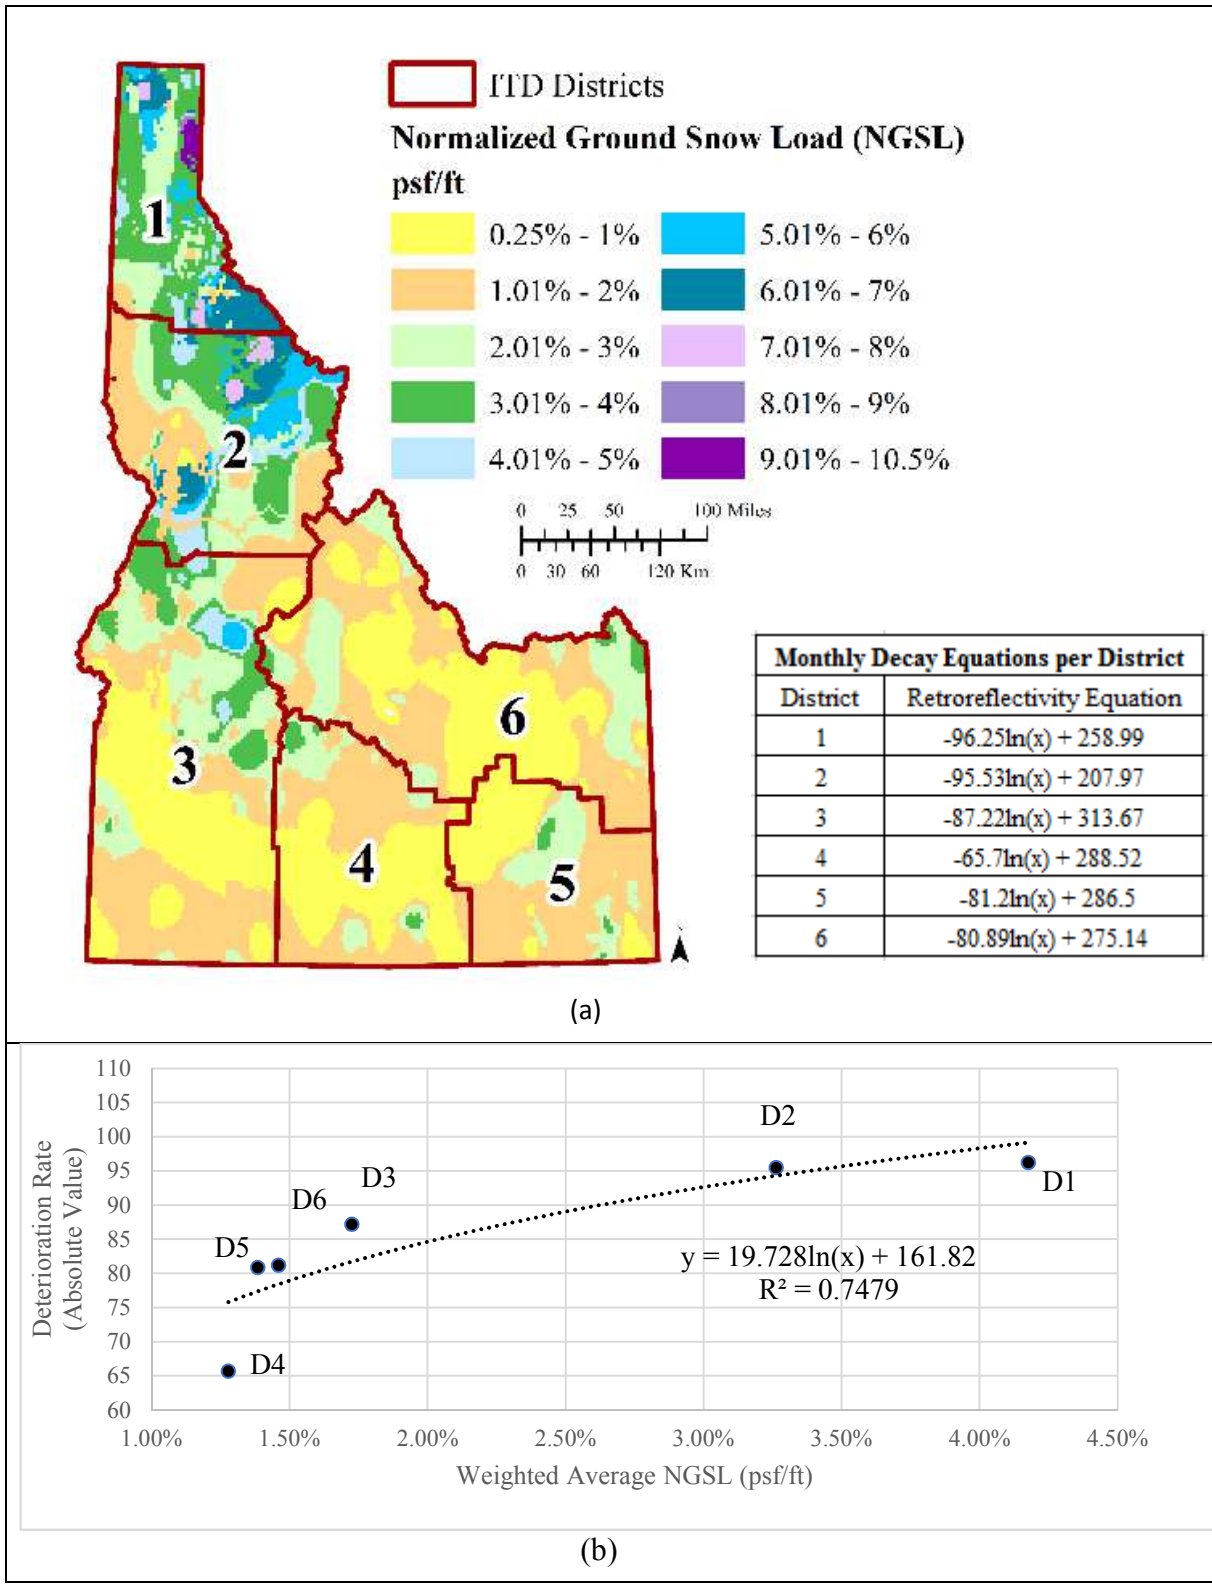 ITD Districts
Normalized Ground Snow Load (NGSL)
psf/ft
0.25% - 1%
1.01% - 2%
2.01% - 3%
3.01% - 4%
4.01% - 5%
5.01% - 6%
6.01% - 7%
7.01% - 8%
8.01% - 9%
9.01% - 10.5%
0 25 50 100 Miles
0 30 60 120 Km
1
2
3
4
5
6
Monthly Decay Equations per District
District Retroreflectivity Equation
1 -96.25ln(x) + 258.99
2 -95.53ln(x) + 207.97
3 -87.22ln(x) + 313.67
4 -65.7ln(x) + 288.52
5 -81.2ln(x) + 286.5
6 -80.89ln(x) + 275.14
(a)
Deterioration Rate
(Absolute Value)
110
105
100
95
90
85
80
75
70
65
60
D2
D3
D1
D6
D5
D4
y = 19.728ln(x) + 161.82
R² = 0.7479
1.00% 1.50% 2.00% 2.50% 3.00% 3.50% 4.00% 4.50%
Weighted Average NGSL (psf/ft)
(b)